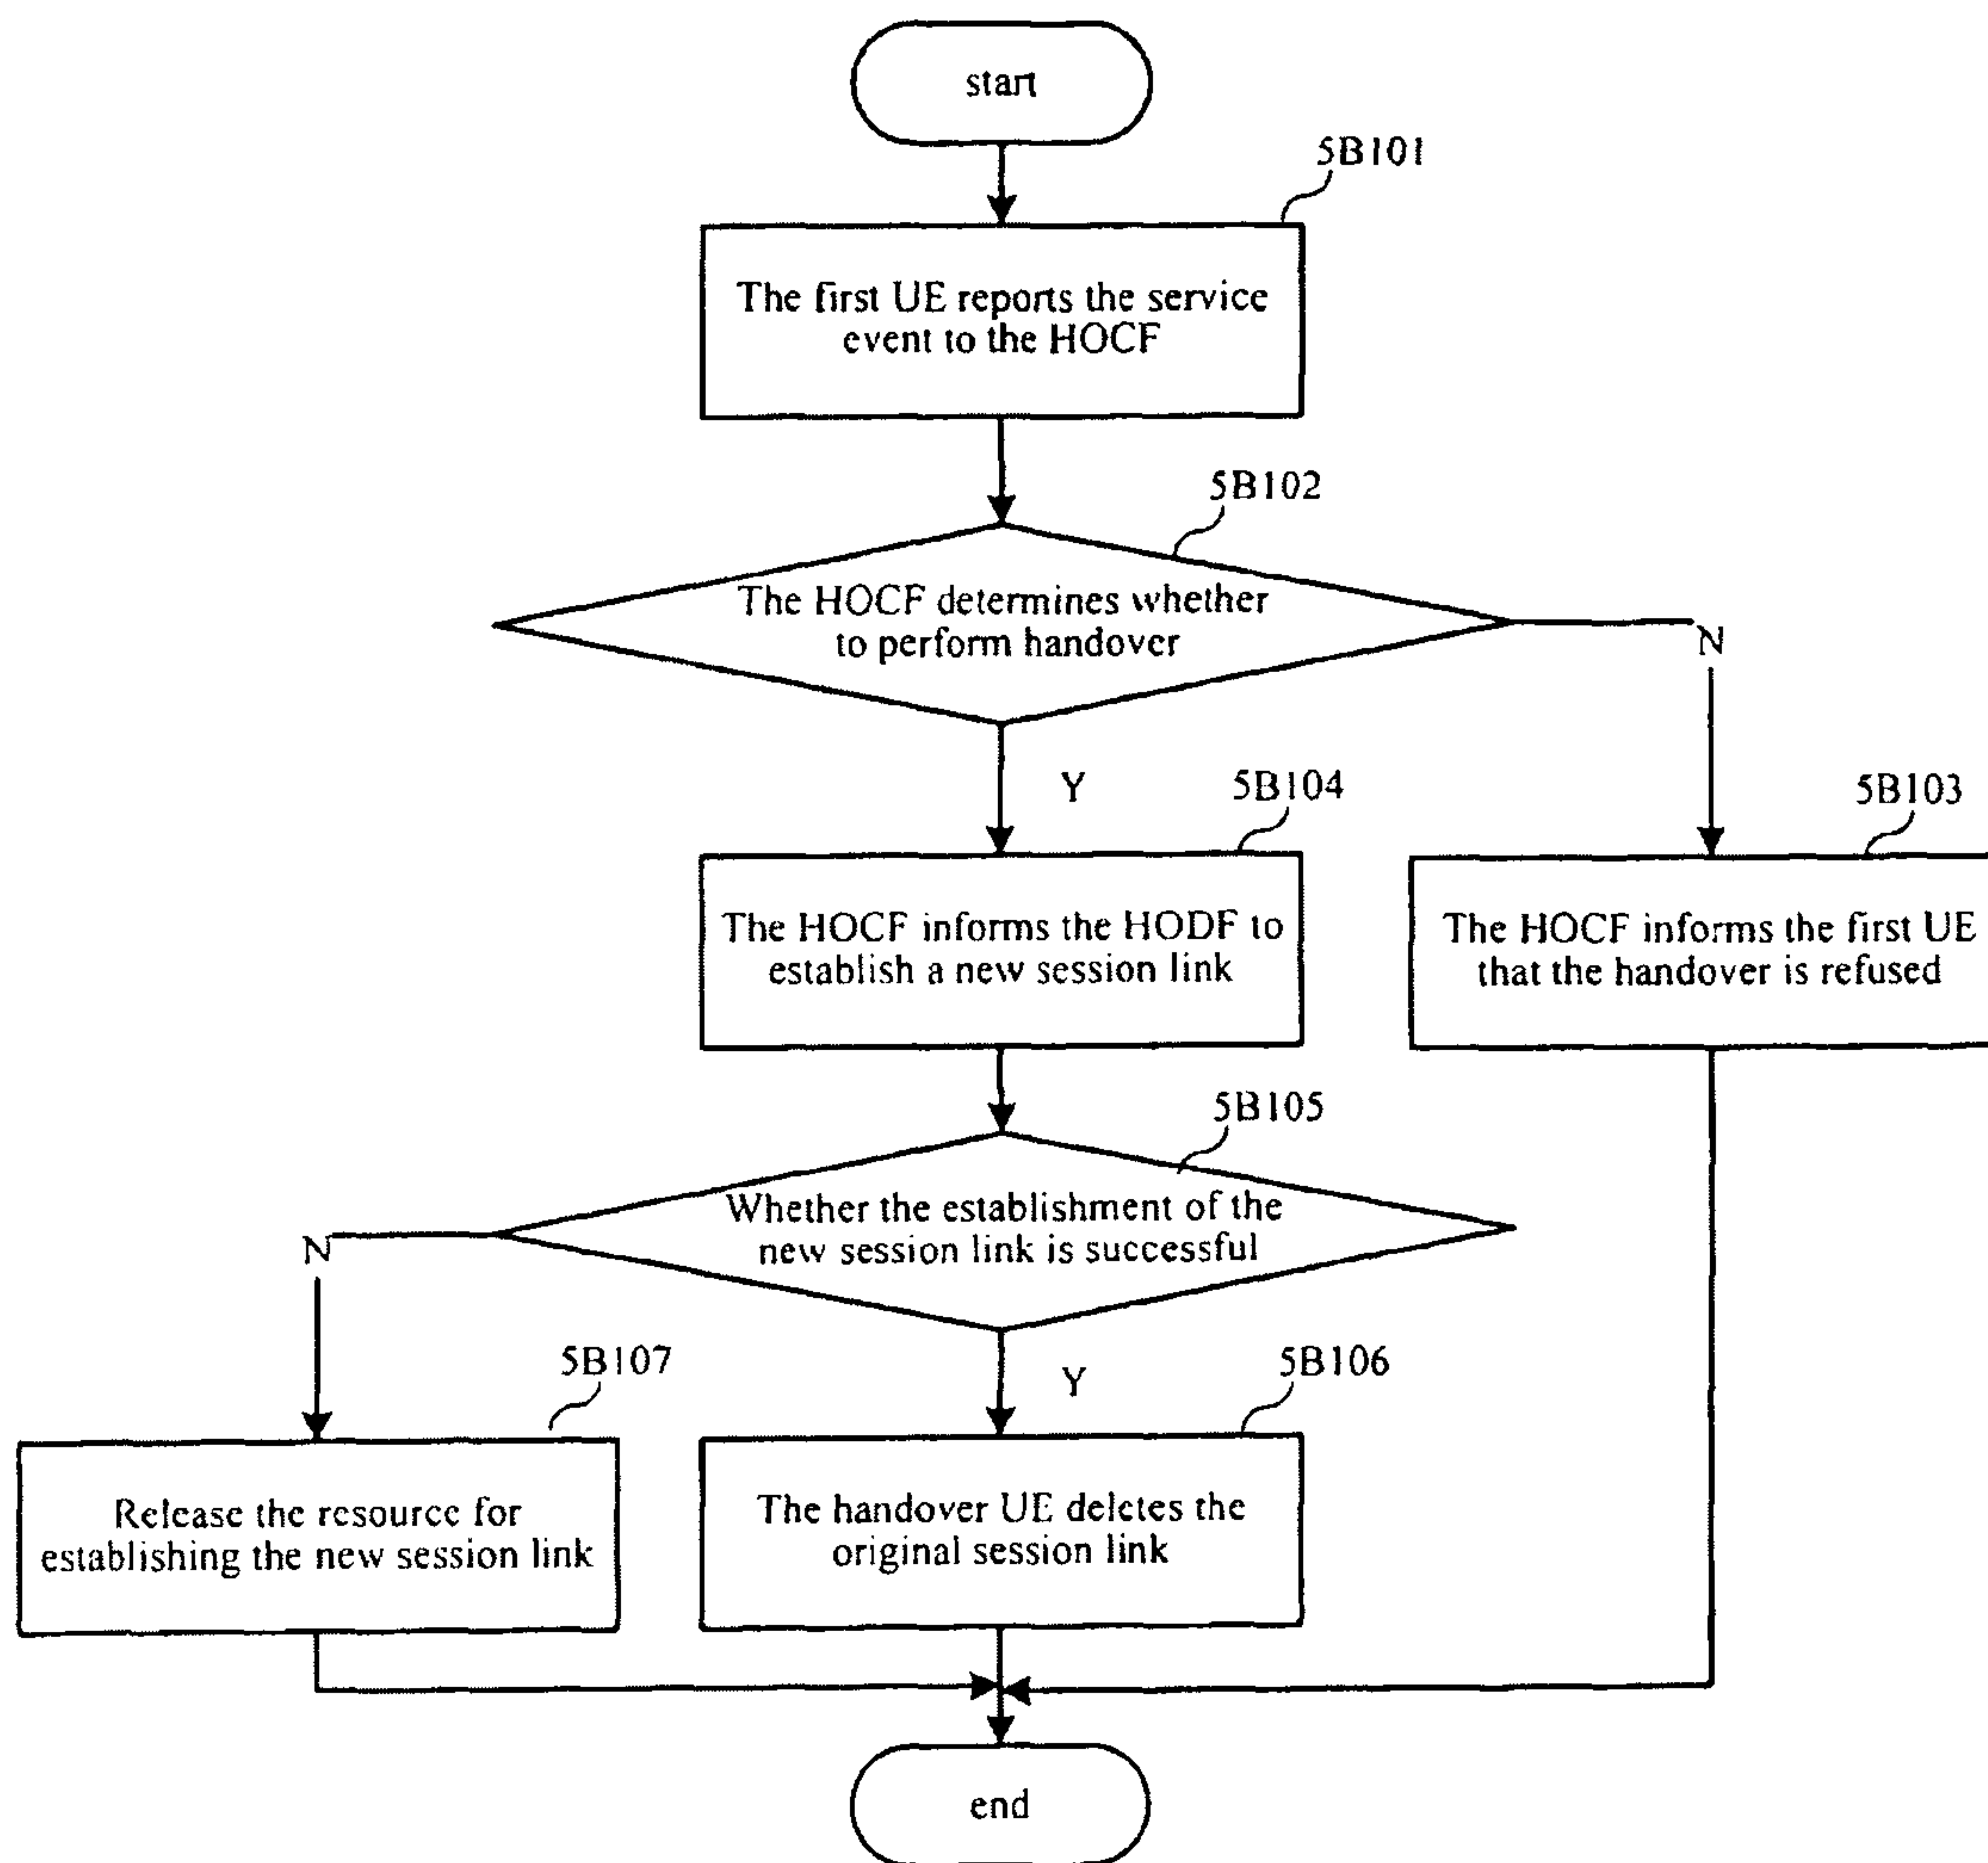 start
5B101
The first UE reports the service
event to the HOCF
5B102
The HOCF determines whether
to perform handover
N
Y
5B104
5B103
The HOCF informs the HODF to
establish a new session link
The HOCF informs the first UE
that the handover is refused
5B105
Whether the establishment of the
new session link is successful
N
Y
5B107
5B106
Release the resource for
establishing the new session link
The handover UE deletes the
original session link
end